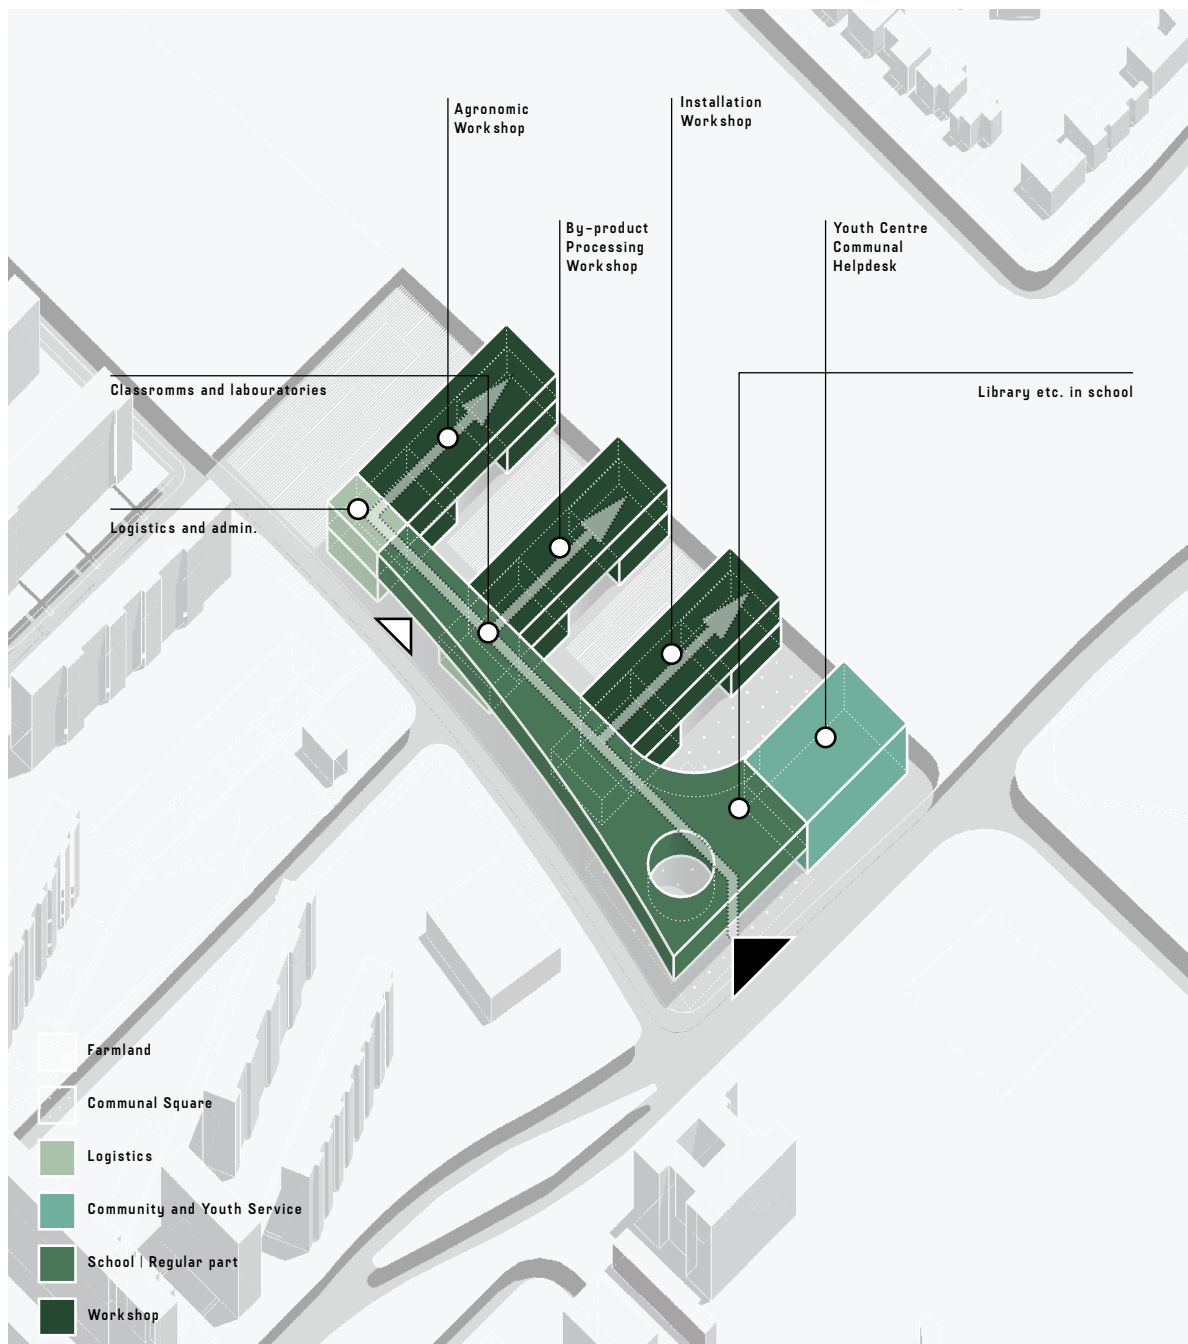 Agronomic
Workshop
Installation
Workshop
By-product
Processing
Workshop
Youth Centre
Communal
Helpdesk
Classromms and labouratories
Library etc. in school
Logistics and admin.
Farmland
Communal Square
Logistics
Community and Youth Service
School | Regular part
Workshop